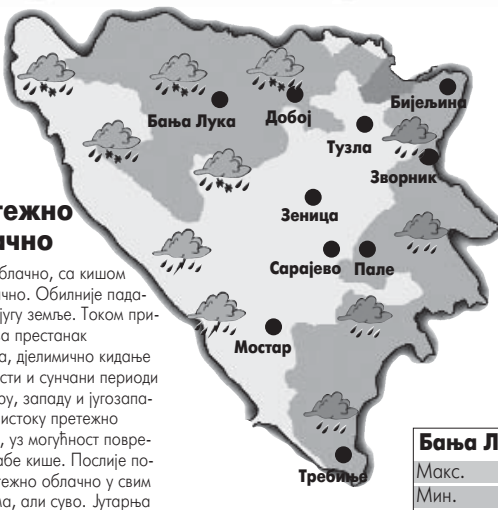 тежно
ачно
блачно, са кишом
ачно. Обилније пада-
југу земље. Током при-
а престанак
а, дјелимично кидање
сти и сунчани периоди
ру, западу и југозапа-
истоку претежно
, уз могућност повре-
абе кише. Послије по-
тежно облачно у свим
ма, али суво. Јутарња
Бања Лука
Добој
Бијељина
Тузла
Зворник
Зеница
Сарајево
Пале
Мостар
Требиње
Бања Л
Макс.
Мин.